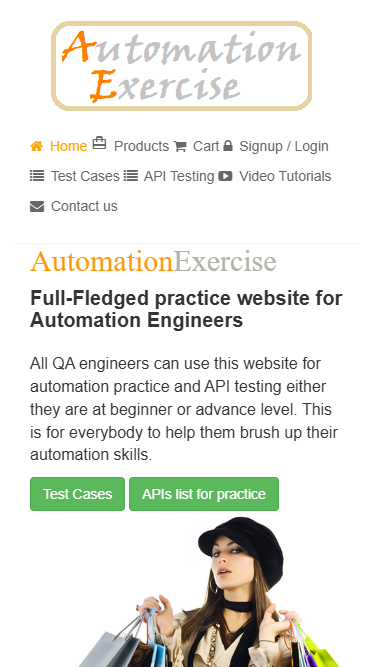 Automation
Exercise
Home Products Cart Signup / Login
Test Cases API Testing Video Tutorials
Contact us
AutomationExercise
Full-Fledged practice website for
Automation Engineers
All QA engineers can use this website for
automation practice and API testing either
they are at beginner or advance level. This
is for everybody to help them brush up their
automation skills.
Test Cases APIs list for practice